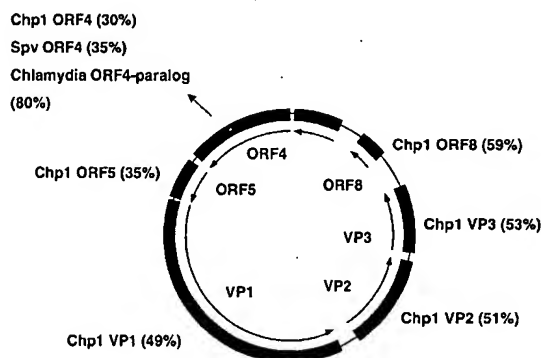 Chp1 ORF4 (30%)
Spv ORF4 (35%)
Chlamydia ORF4-paralog
(80%)
ORF4
Chp1 ORF8 (59%)
Chp1 ORF5 (35%)
ORF5
ORF8
VP3
Chp1 VP3 (53%)
VP1
VP2
Chp1 VP2 (51%)
Chp1 VP1 (49%)